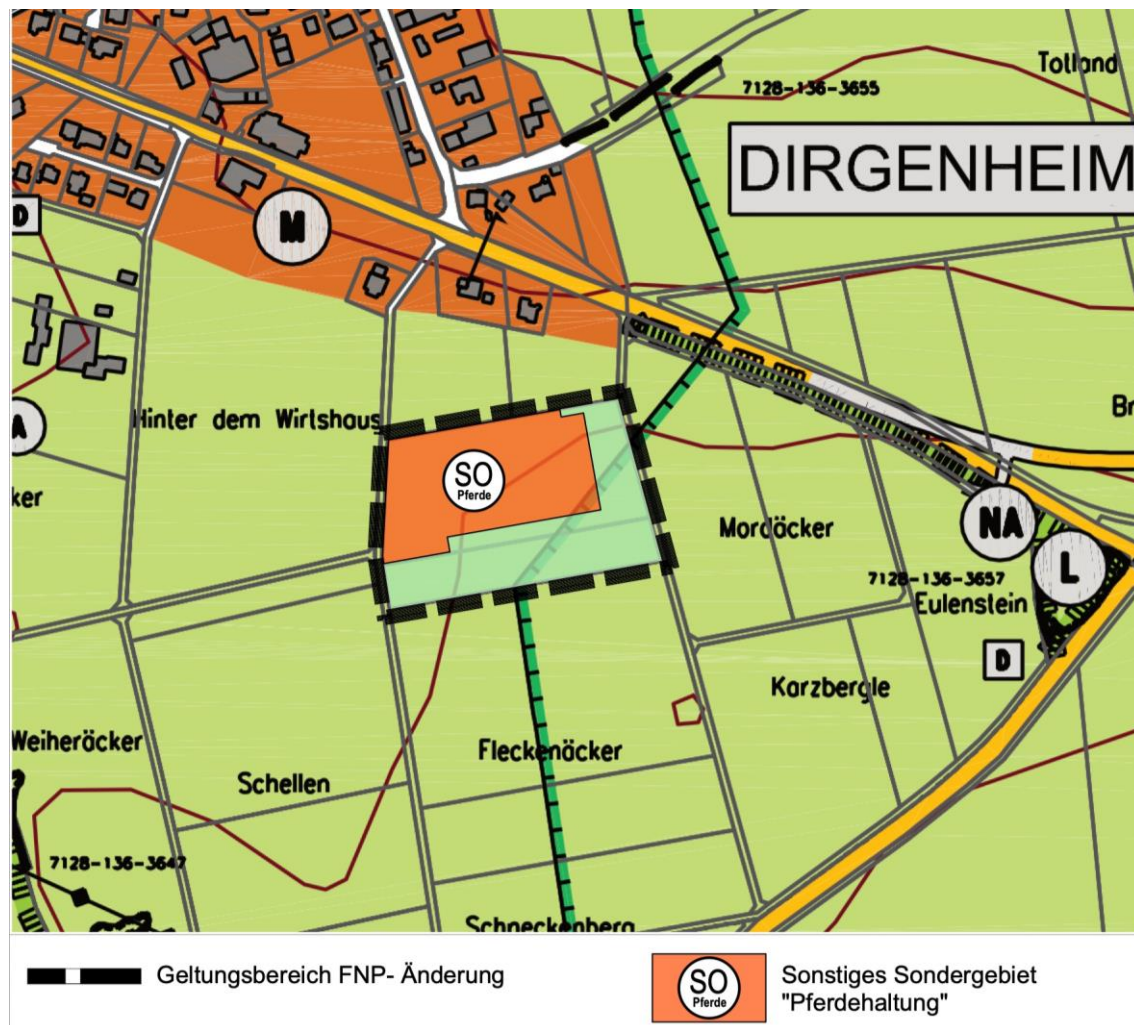 Tolland
7128-136-3655
DIRGENHEIM
D
M
Hinter dem Wirtshaus
Br
A
ker
SO
Pferde
Mordäcker
NA
L
7128-136-3657
Eulenstein
D
Karzbergle
Weiheräcker
Fleckenäcker
Schellen
7128-136-3647
Schneckenberg
Geltungsbereich FNP- Änderung
SO
Pferde
Sonstiges Sondergebiet
"Pferdehaltung"